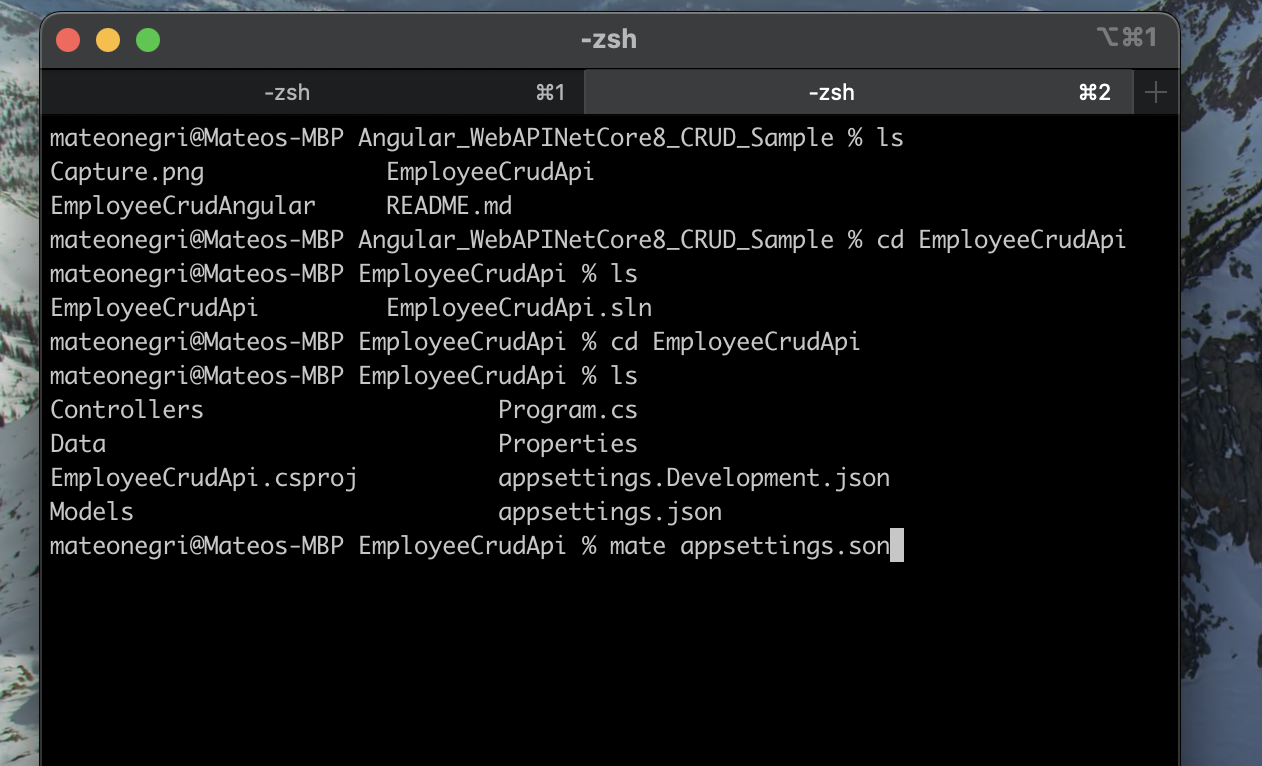 -zsh ⌥⌘1
-zsh ⌘1 -zsh ⌘2 +
mateonegri@Mateos-MBP Angular_WebAPINetCore8_CRUD_Sample % ls
Capture.png EmployeeCrudApi
EmployeeCrudAngular README.md
mateonegri@Mateos-MBP Angular_WebAPINetCore8_CRUD_Sample % cd EmployeeCrudApi
mateonegri@Mateos-MBP EmployeeCrudApi % ls
EmployeeCrudApi EmployeeCrudApi.sln
mateonegri@Mateos-MBP EmployeeCrudApi % cd EmployeeCrudApi
mateonegri@Mateos-MBP EmployeeCrudApi % ls
Controllers Program.cs
Data Properties
EmployeeCrudApi.csproj appsettings.Development.json
Models appsettings.json
mateonegri@Mateos-MBP EmployeeCrudApi % mate appsettings.son